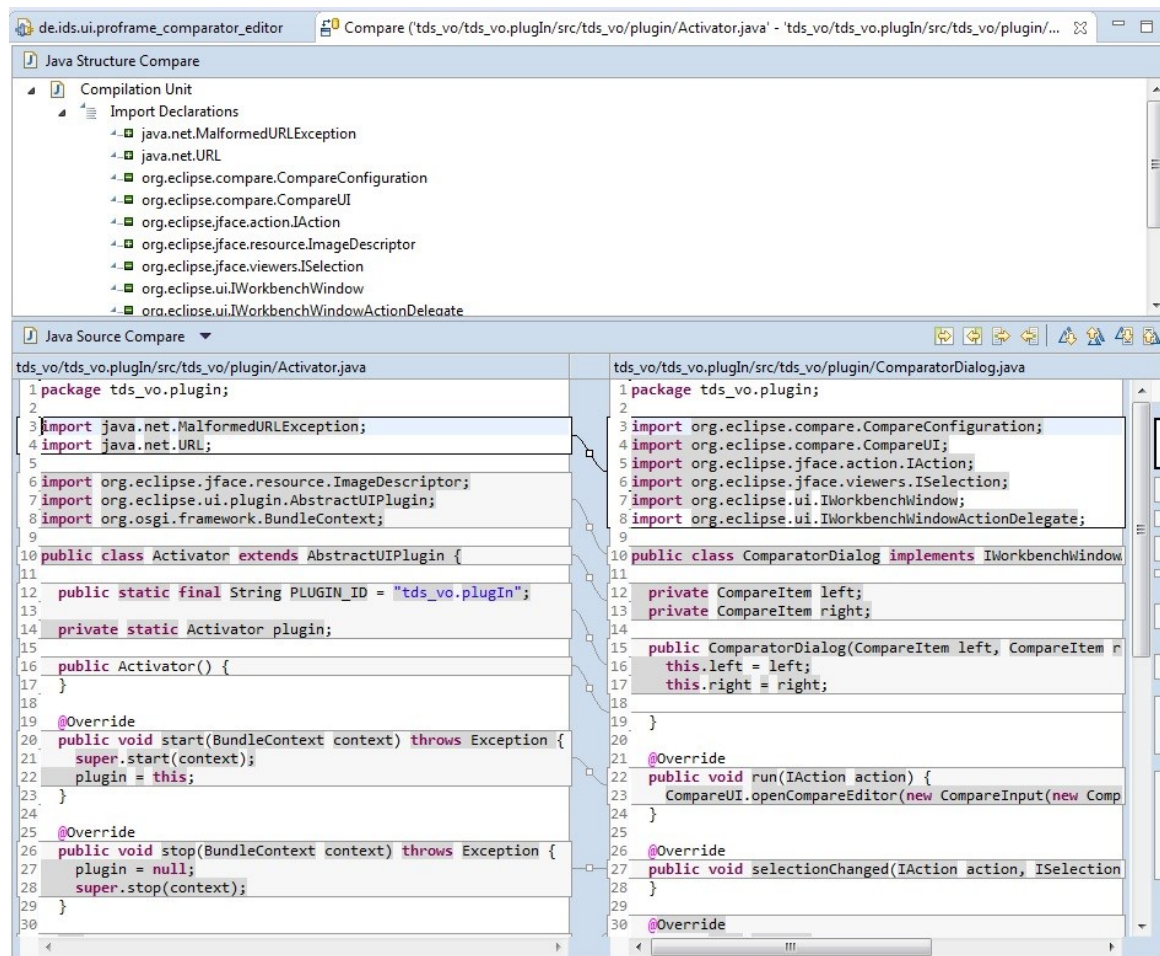 de.ids.ui.proframe_comparator_editor
Compare ('tds_vo/tds_vo.plugIn/src/tds_vo/plugin/Activator.java' - 'tds_vo/tds_vo.plugIn/src/tds_vo/plugin/...
Java Structure Compare
Compilation Unit
Import Declarations
java.net.MalformedURLException
java.net.URL
org.eclipse.compare.CompareConfiguration
org.eclipse.compare.CompareUI
org.eclipse.jface.action.IAction
org.eclipse.jface.resource.ImageDescriptor
org.eclipse.jface.viewers.ISelection
org.eclipse.ui.IWorkbenchWindow
org.eclipse.ui.IWorkbenchWindowActionDelegate
Java Source Compare
tds_vo/tds_vo.plugIn/src/tds_vo/plugin/Activator.java
1 package tds_vo.plugin;
2
3 import java.net.MalformedURLException;
4 import java.net.URL;
5
6 import org.eclipse.jface.resource.ImageDescriptor;
7 import org.eclipse.ui.plugin.AbstractUIPlugin;
8 import org.osgi.framework.BundleContext;
9
10 public class Activator extends AbstractUIPlugin {
11
12 public static final String PLUGIN_ID = "tds_vo.plugIn";
13
14 private static Activator plugin;
15
16 public Activator() {
17 }
18
19 @Override
20 public void start(BundleContext context) throws Exception {
21 super.start(context);
22 plugin = this;
23 }
24
25 @Override
26 public void stop(BundleContext context) throws Exception {
27 plugin = null;
28 super.stop(context);
29 }
30
tds_vo/tds_vo.plugIn/src/tds_vo/plugin/ComparatorDialog.java
1 package tds_vo.plugin;
2
3 import org.eclipse.compare.CompareConfiguration;
4 import org.eclipse.compare.CompareUI;
5 import org.eclipse.jface.action.IAction;
6 import org.eclipse.jface.viewers.ISelection;
7 import org.eclipse.ui.IWorkbenchWindow;
8 import org.eclipse.ui.IWorkbenchWindowActionDelegate;
9
10 public class ComparatorDialog implements IWorkbenchWindow
11
12 private CompareItem left;
13 private CompareItem right;
14
15 public ComparatorDialog(CompareItem left, CompareItem r
16 this.left = left;
17 this.right = right;
18
19 }
20
21 @Override
22 public void run(IAction action) {
23 CompareUI.openCompareEditor(new CompareInput(new Comp
24 }
25
26 @Override
27 public void selectionChanged(IAction action, ISelection
28 }
29
30 @Override